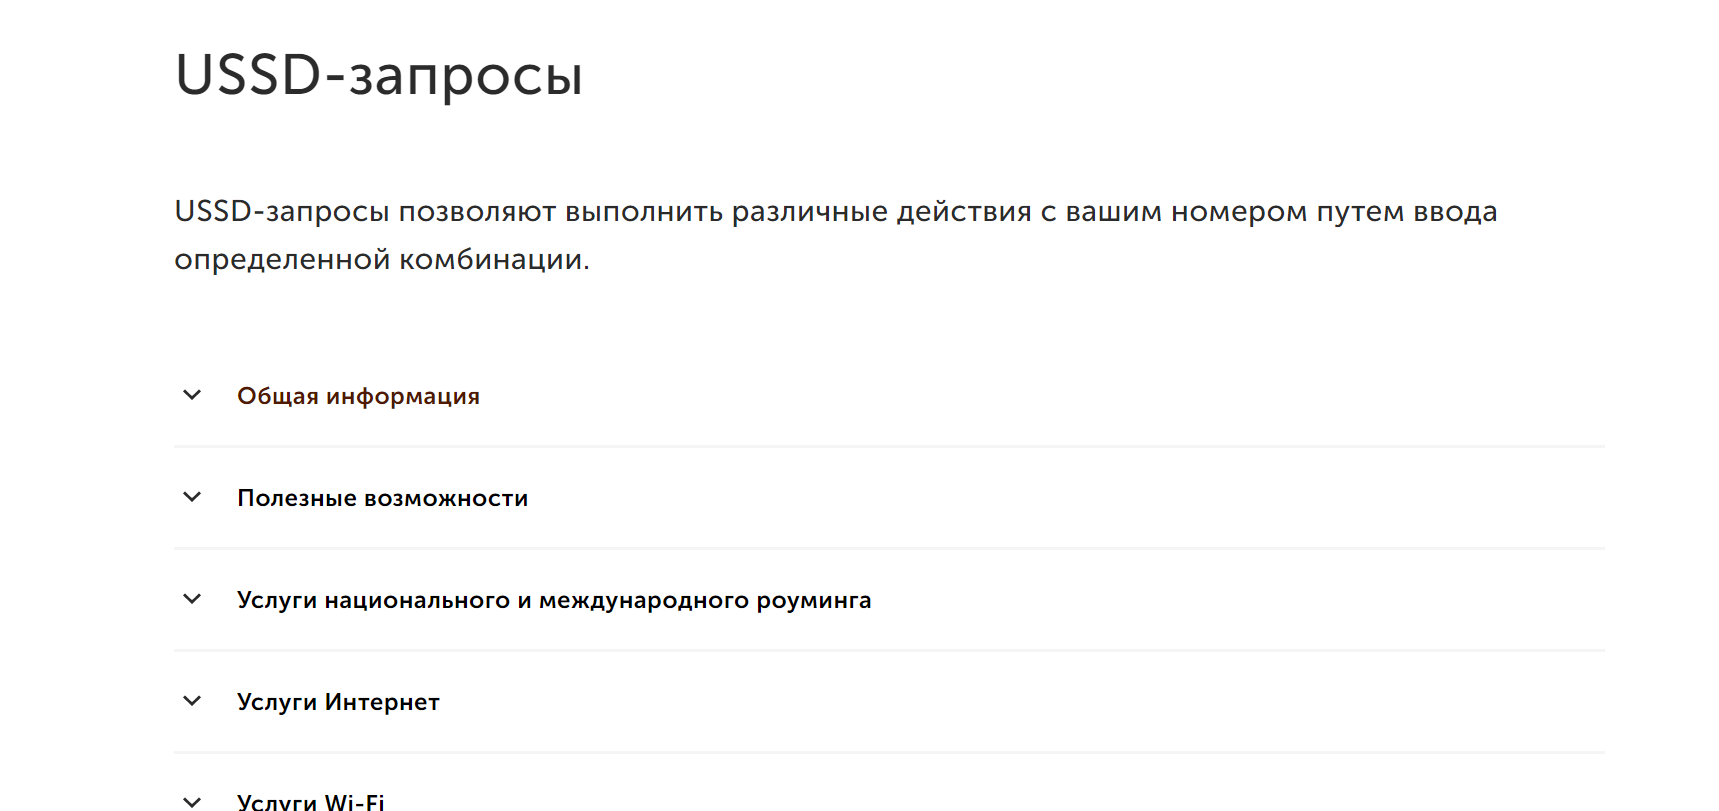 USSD-запросы
USSD-запросы позволяют выполнить различные действия с вашим номером путем ввода
определенной комбинации.
Общая информация
Полезные возможности
Услуги национального и международного роуминга
Услуги Интернет
Услуги Wi-Fi